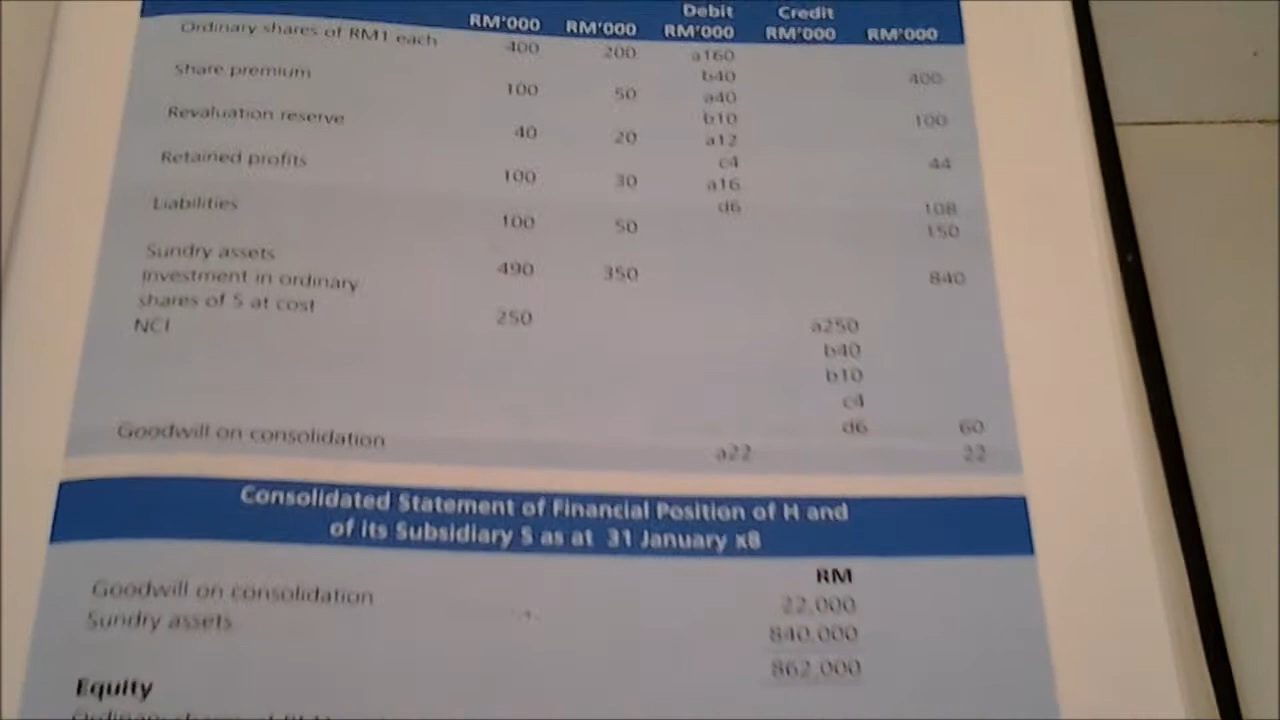 Debit Credit
RM'000 RM'000 RM'000 RM'000 RM'000
Ordinary shares of RM1 each 400 200 a160
b40 400
Share premium 100 50 a40
b10 100
Revaluation reserve 40 20 a12
c4 44
Retained profits 100 30 a16
d6 108
Liabilities 100 50 150
Sundry assets 490 350 840
Investment in ordinary
shares of S at cost 250 a250
NCI b40
b10
c4
d6 60
Goodwill on consolidation a22 22
Consolidated Statement of Financial Position of H and
of its Subsidiary S as at 31 January x8
RM
Goodwill on consolidation 22,000
Sundry assets 840,000
862,000
Equity